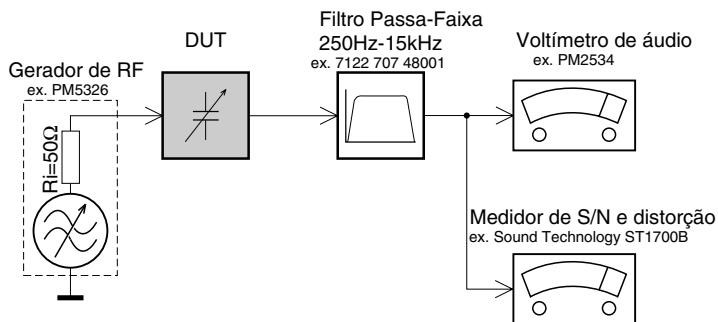 Gerador de RF
ex. PM5326
Ri=50Ω
DUT
Filtro Passa-Faixa
250Hz-15kHz
ex. 7122 707 48001
Voltímetro de áudio
ex. PM2534
Medidor de S/N e distorção
ex. Sound Technology ST1700B